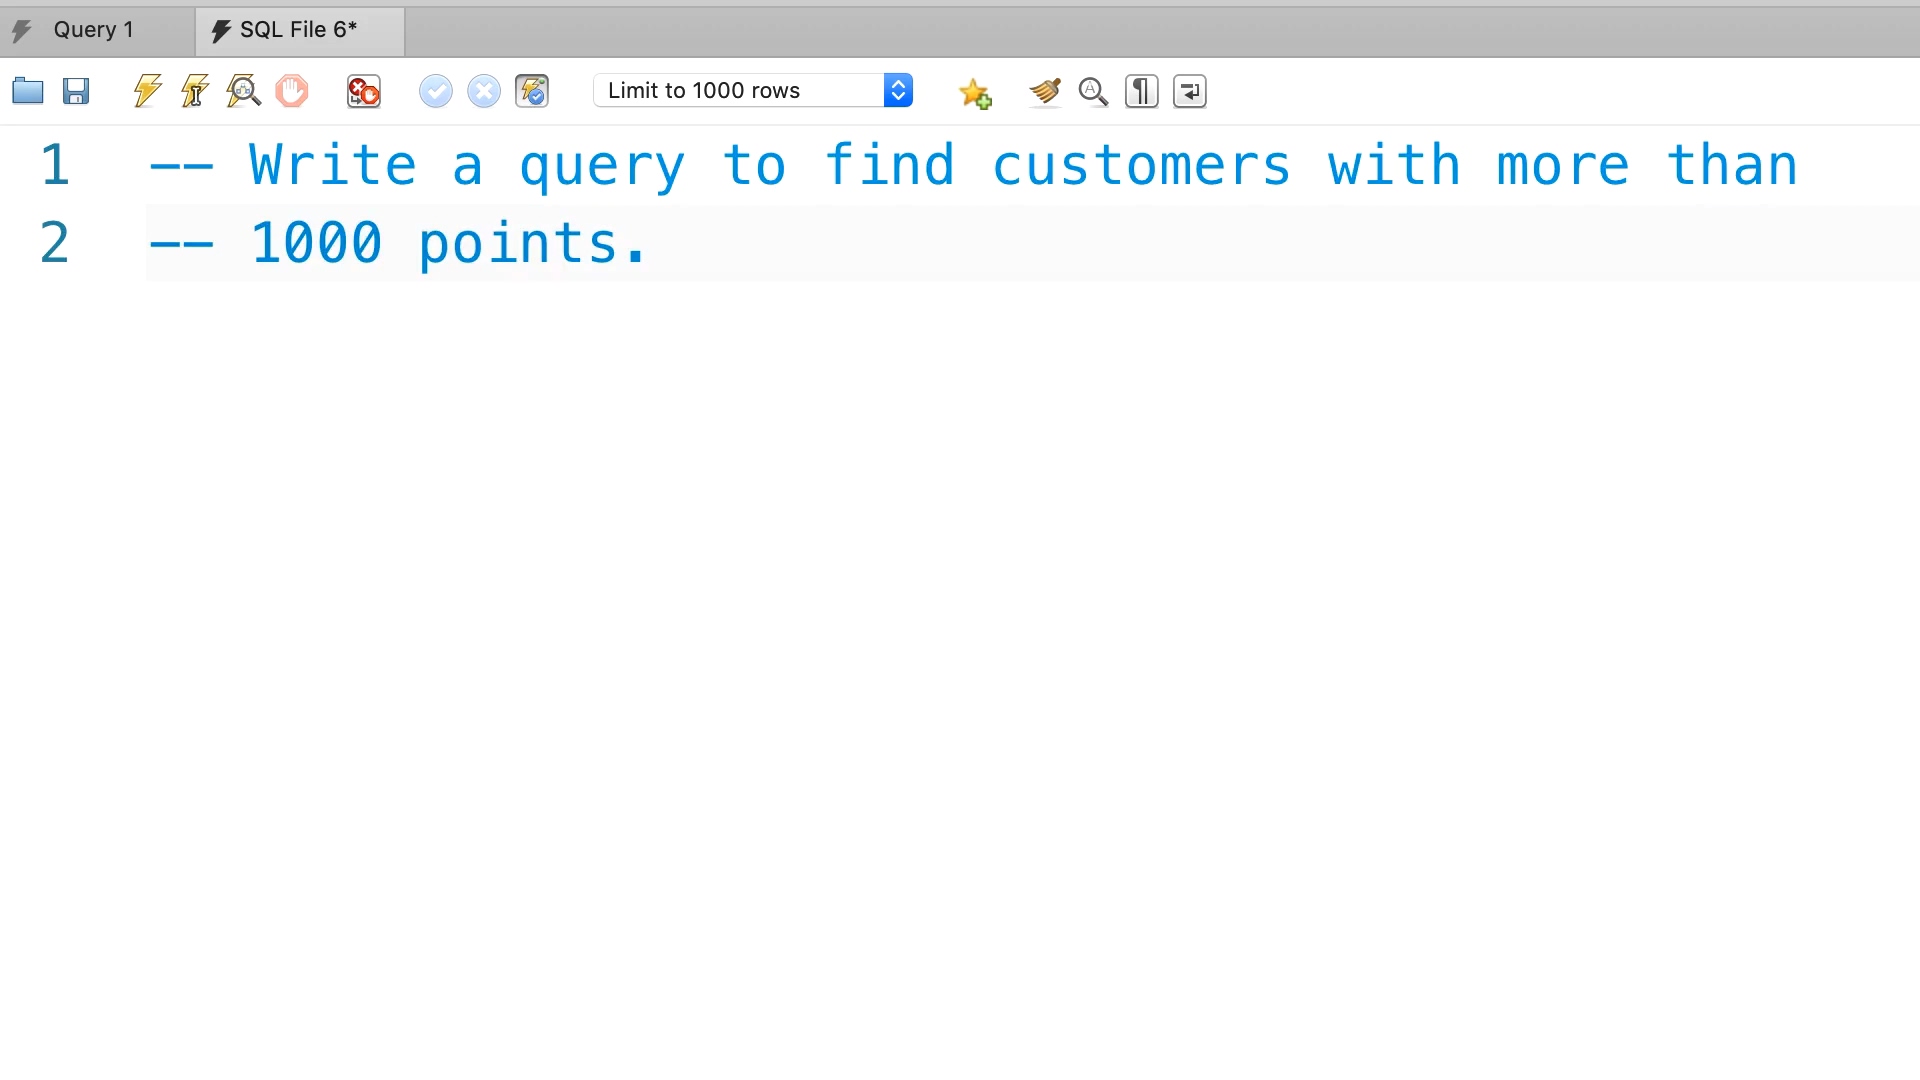 Query 1
SQL File 6*
Limit to 1000 rows
1 -- Write a query to find customers with more than
2 -- 1000 points.